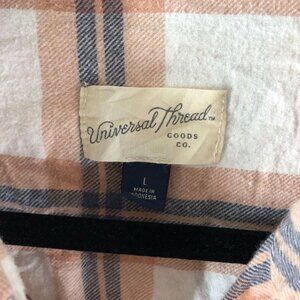 Universal Thread™
GOODS
CO.
L
MADE IN
INDONESIA